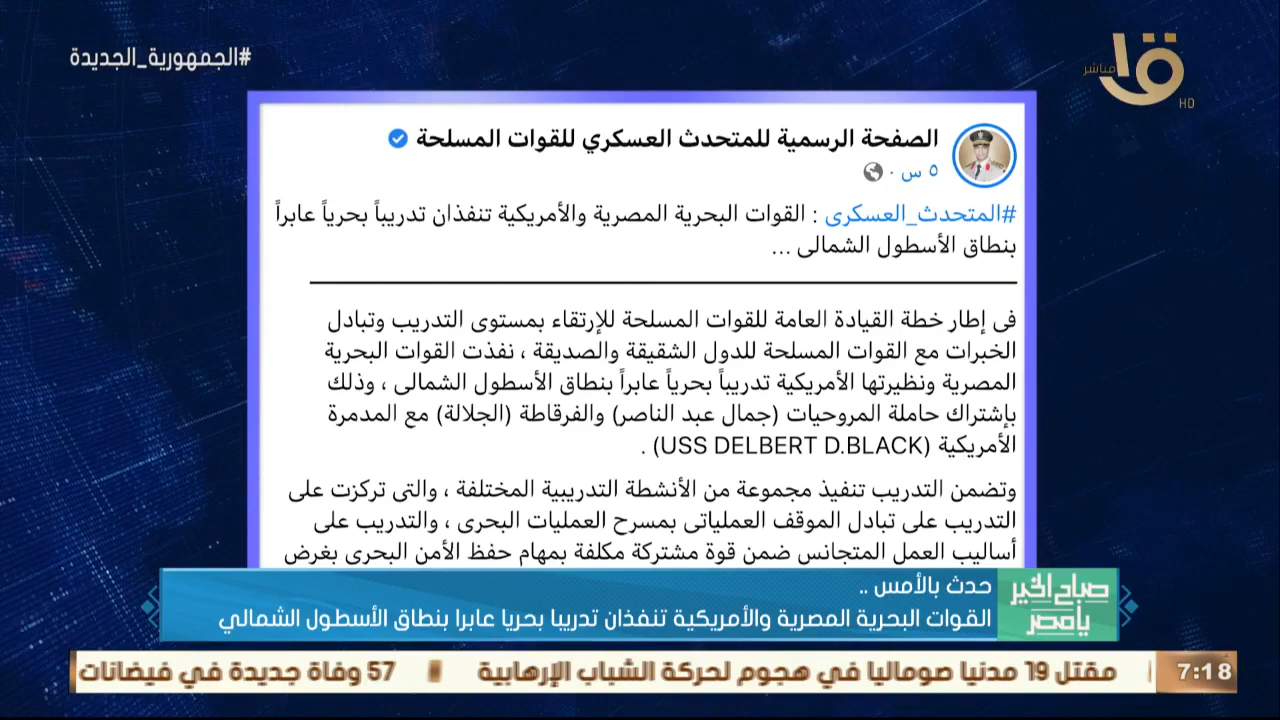 #الجمهورية_الجديدة
مباشر
HD
الصفحة الرسمية للمتحدث العسكري للقوات المسلحة
٥ س ·
#المتحدث_العسكرى : القوات البحرية المصرية والأمريكية تنفذان تدريباً بحرياً عابراً
بنطاق الأسطول الشمالى ...
فى إطار خطة القيادة العامة للقوات المسلحة للإرتقاء بمستوى التدريب وتبادل
الخبرات مع القوات المسلحة للدول الشقيقة والصديقة ، نفذت القوات البحرية
المصرية ونظيرتها الأمريكية تدريباً بحرياً عابراً بنطاق الأسطول الشمالى ، وذلك
بإشتراك حاملة المروحيات (جمال عبد الناصر) والفرقاطة (الجلالة) مع المدمرة
الأمريكية (USS DELBERT D.BLACK) .
وتضمن التدريب تنفيذ مجموعة من الأنشطة التدريبية المختلفة ، والتى تركزت على
التدريب على تبادل الموقف العملياتى بمسرح العمليات البحرى ، والتدريب على
أساليب العمل المتجانس ضمن قوة مشتركة مكلفة بمهام حفظ الأمن البحرى بغرض
صباح الخير
يا مصر
حدث بالأمس ..
القوات البحرية المصرية والأمريكية تنفذان تدريبا بحريا عابرا بنطاق الأسطول الشمالي
7:18
مقتل 19 مدنيا صوماليا في هجوم لحركة الشباب الإرهابية
57 وفاة جديدة في فيضانات